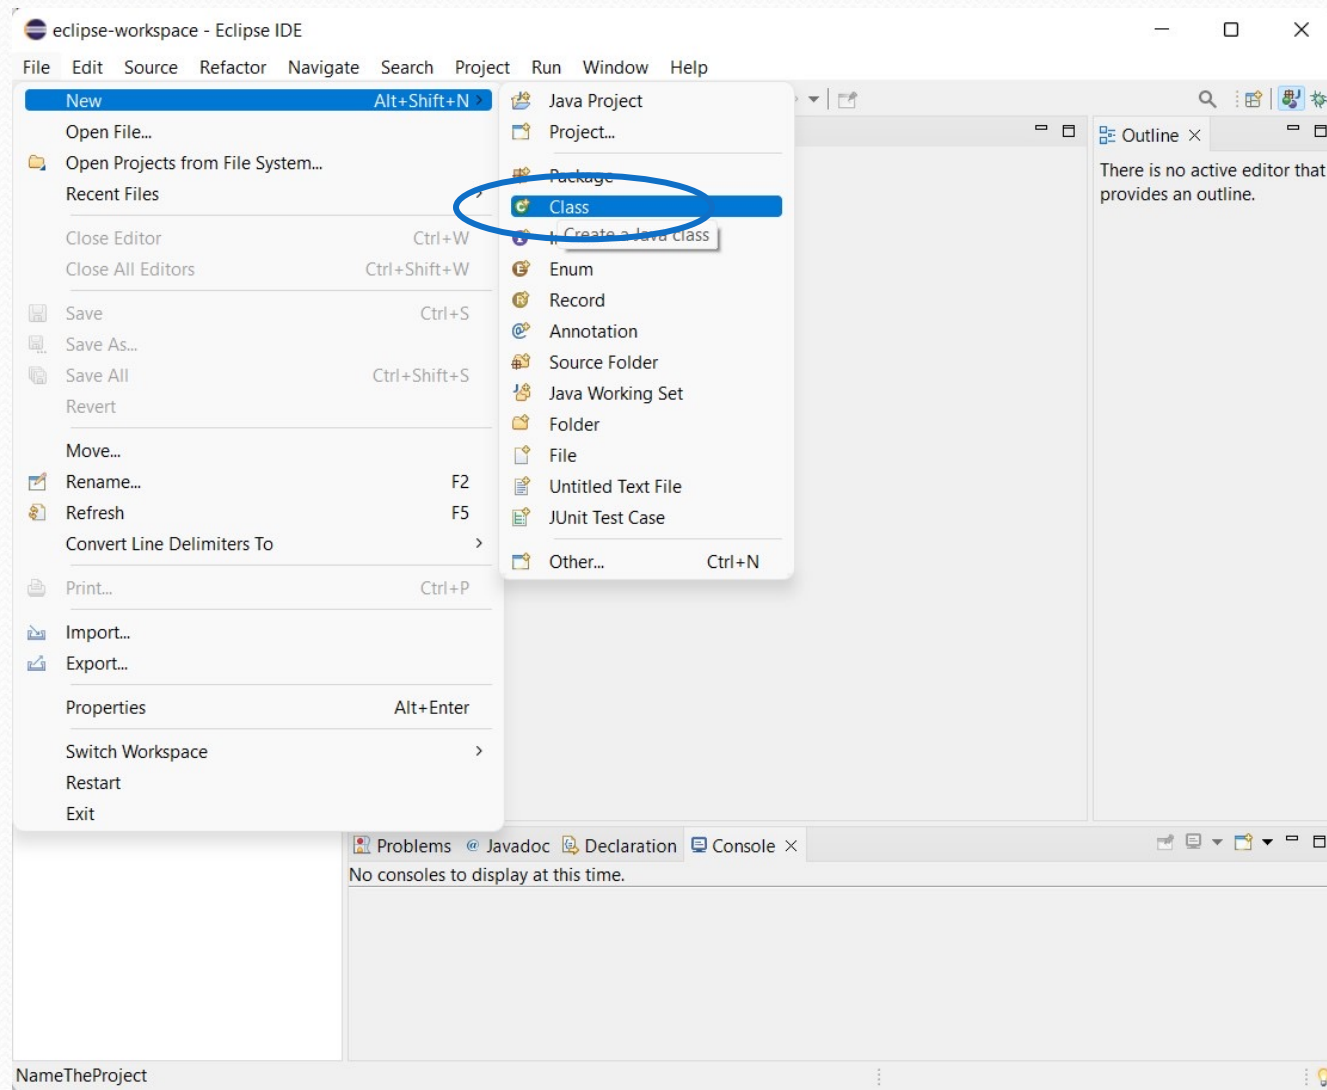 eclipse-workspace - Eclipse IDE
File Edit Source Refactor Navigate Search Project Run Window Help
New Alt+Shift+N >
Open File...
Open Projects from File System...
Recent Files >
Close Editor Ctrl+W
Close All Editors Ctrl+Shift+W
Save Ctrl+S
Save As...
Save All Ctrl+Shift+S
Revert
Move...
Rename... F2
Refresh F5
Convert Line Delimiters To >
Print... Ctrl+P
Import...
Export...
Properties Alt+Enter
Switch Workspace >
Restart
Exit
Java Project
Project...
Package
Class
Create a Java class
Enum
Record
Annotation
Source Folder
Java Working Set
Folder
File
Untitled Text File
JUnit Test Case
Other... Ctrl+N
Outline
There is no active editor that
provides an outline.
Problems @ Javadoc Declaration Console
No consoles to display at this time.
NameTheProject